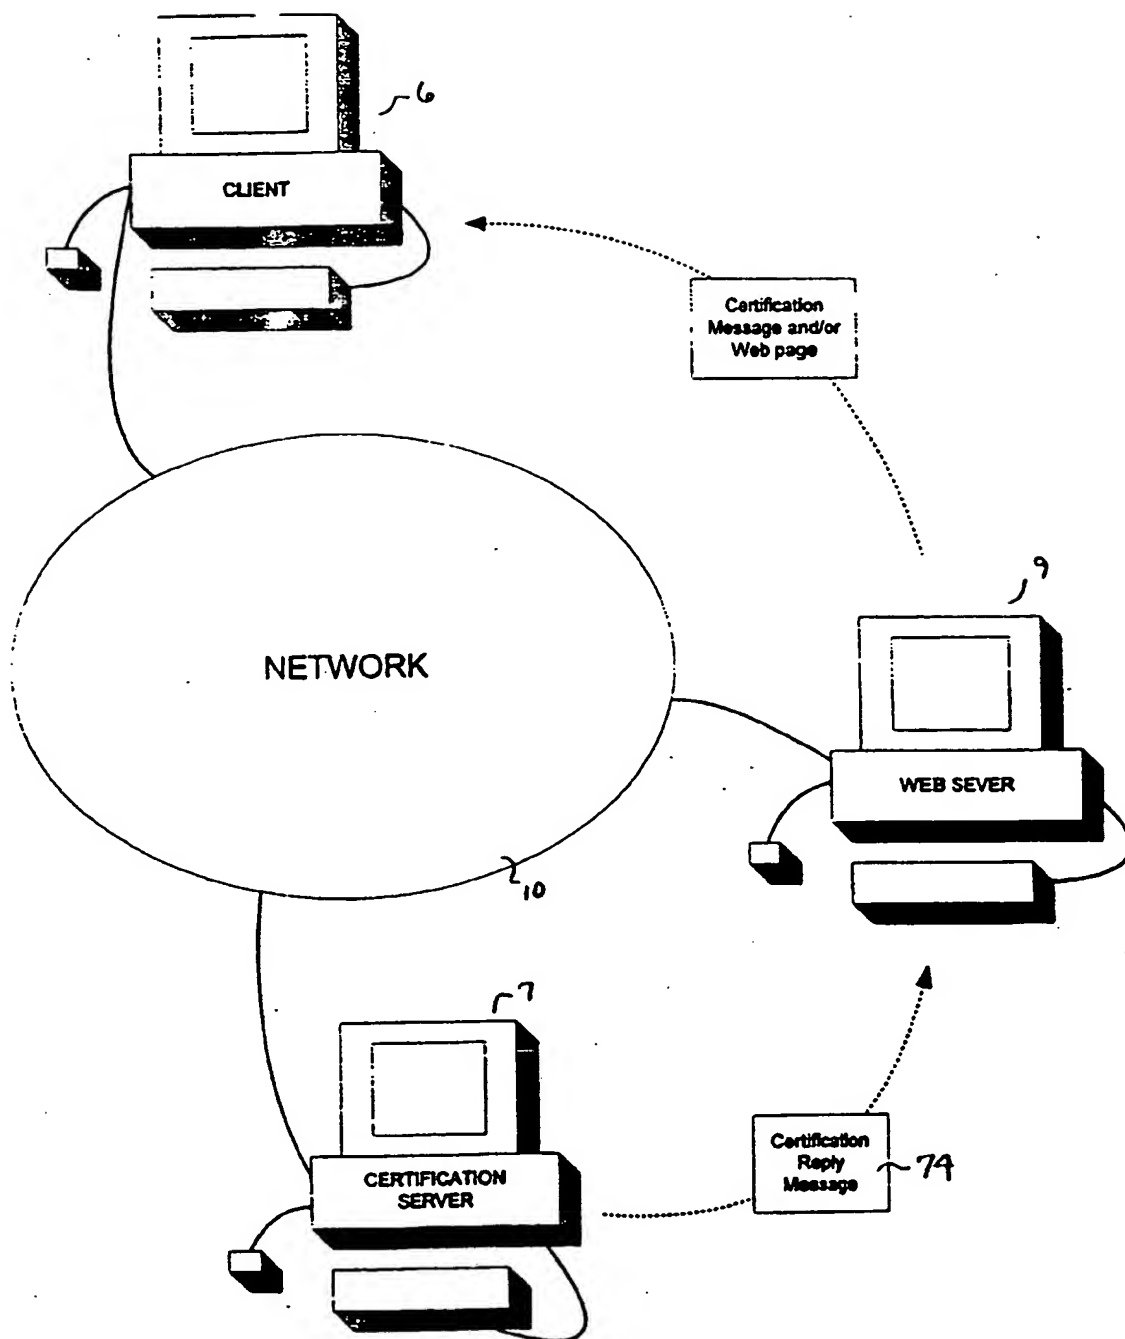 6
CLIENT
Certification
Message and/or
Web page
9
NETWORK
WEB SEVER
10
7
Certification
Reply
Message
74
CERTIFICATION
SERVER